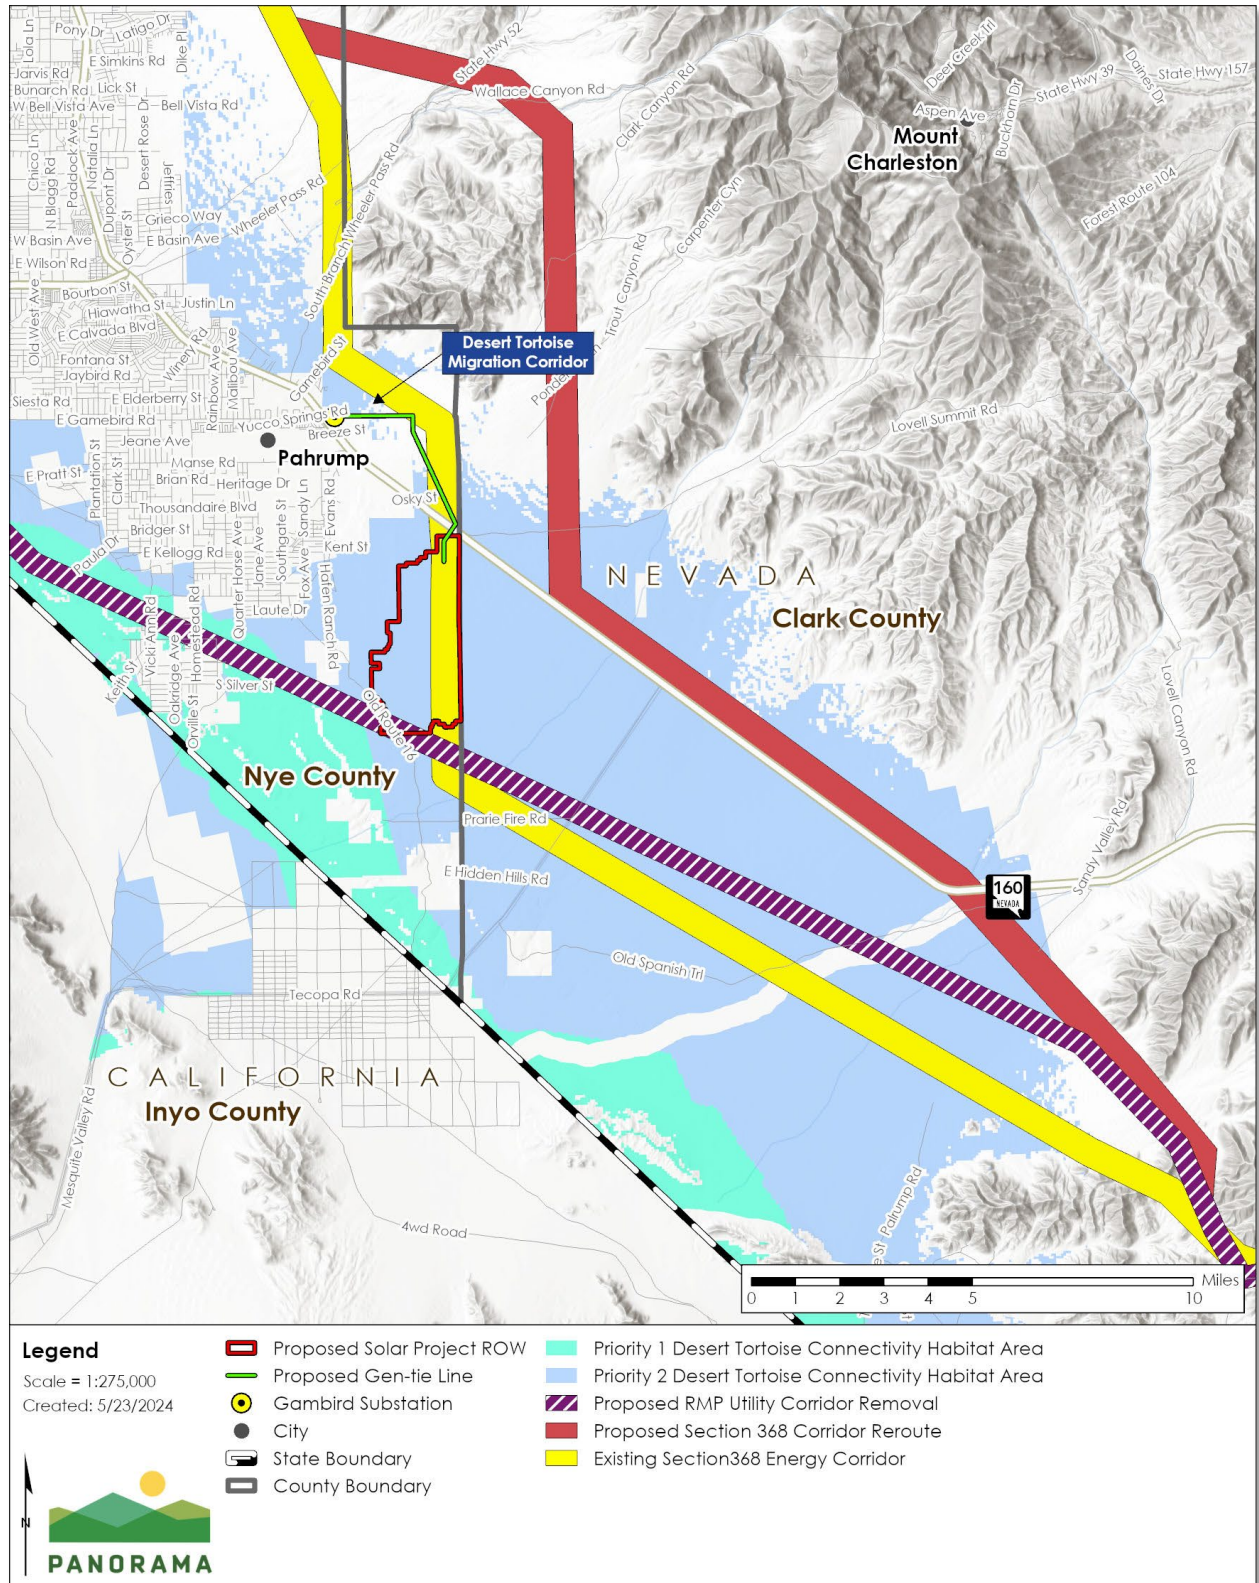 Lola Ln
Pony Dr
Latigo Dr
Dike Pl
E Simkins Rd
Jarvis Rd
Bunarch Rd
Lick St
W Bell Vista Ave
Bell Vista Rd
State Hwy 52
Wallace Canyon Rd
Clark Canyon Rd
Deer Creek Trl
Daines Dr
State Hwy 157
State Hwy 39
Aspen Ave
Buckhorn Dr
Mount
Charleston
Forest Route 104
Chico Ln
N Blagg Rd
Paddock Ave
Natalia Ln
Dupont Dr
Oyster St
Desert Rose Dr
Jeffries
Grieco Way
Wheeler Pass Rd
South Branch Wheeler Pass Rd
Carpenter Cyn
W Basin Ave
E Basin Ave
E Wilson Rd
Bourbon St
Hiawatha St
Justin Ln
Old West Ave
E Calvada Blvd
Fontana St
Jaybird Rd
Winery Rd
Rainbow Ave
Malibou Ave
Gamebird St
Desert Tortoise
Migration Corridor
Trout Canyon Rd
Siesta Rd
E Elderberry St
E Gamebird Rd
Yucco Springs Rd
Breeze St
Lovell Summit Rd
Jeane Ave
Pahrump
Plantation St
Clark St
E Pratt St
Manse Rd
Brian Rd
Heritage Dr
Thousandaire Blvd
Osky St
Evans Rd
Sandy Ln
Bridger St
Southgate St
Kent St
Paula Dr
E Kellogg Rd
Quarter Horse Ave
Jane Ave
Fox Ave
Hafen Ranch Rd
Laute Dr
NEVADA
Clark County
Vicki Ann Rd
Homestead Rd
Oakridge Ave
Keith St
Orville St
S Silver St
Old Route 16
Lovell Canyon Rd
Nye County
Prarie Fire Rd
E Hidden Hills Rd
Sandy Valley Rd
160
NEVADA
Old Spanish Trl
Tecopa Rd
CALIFORNIA
Inyo County
Mesquite Valley Rd
4wd Road
Palrump Rd
Miles
0 1 2 3 4 5 10
Legend
Scale = 1:275,000
Created: 5/23/2024
Proposed Solar Project ROW
Proposed Gen-tie Line
Gambird Substation
City
State Boundary
County Boundary
Priority 1 Desert Tortoise Connectivity Habitat Area
Priority 2 Desert Tortoise Connectivity Habitat Area
Proposed RMP Utility Corridor Removal
Proposed Section 368 Corridor Reroute
Existing Section368 Energy Corridor
N
PANORAMA